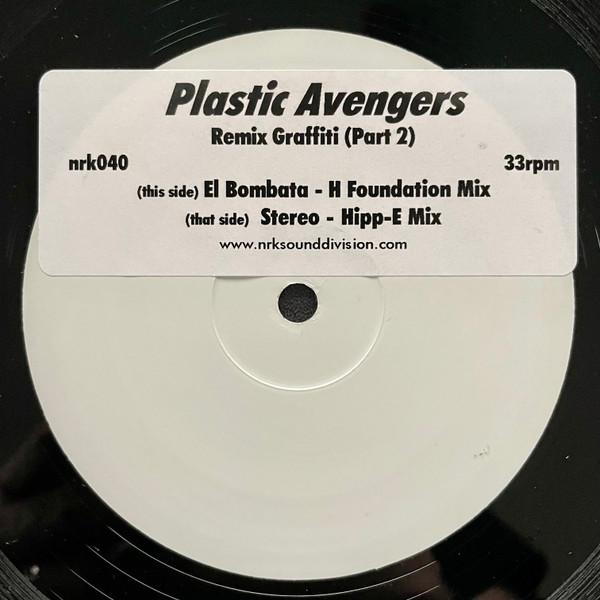 Plastic Avengers
Remix Graffiti (Part 2)
nrk040 33rpm
(this side) El Bombata - H Foundation Mix
(that side) Stereo - Hipp-E Mix
www.nrksounddivision.com